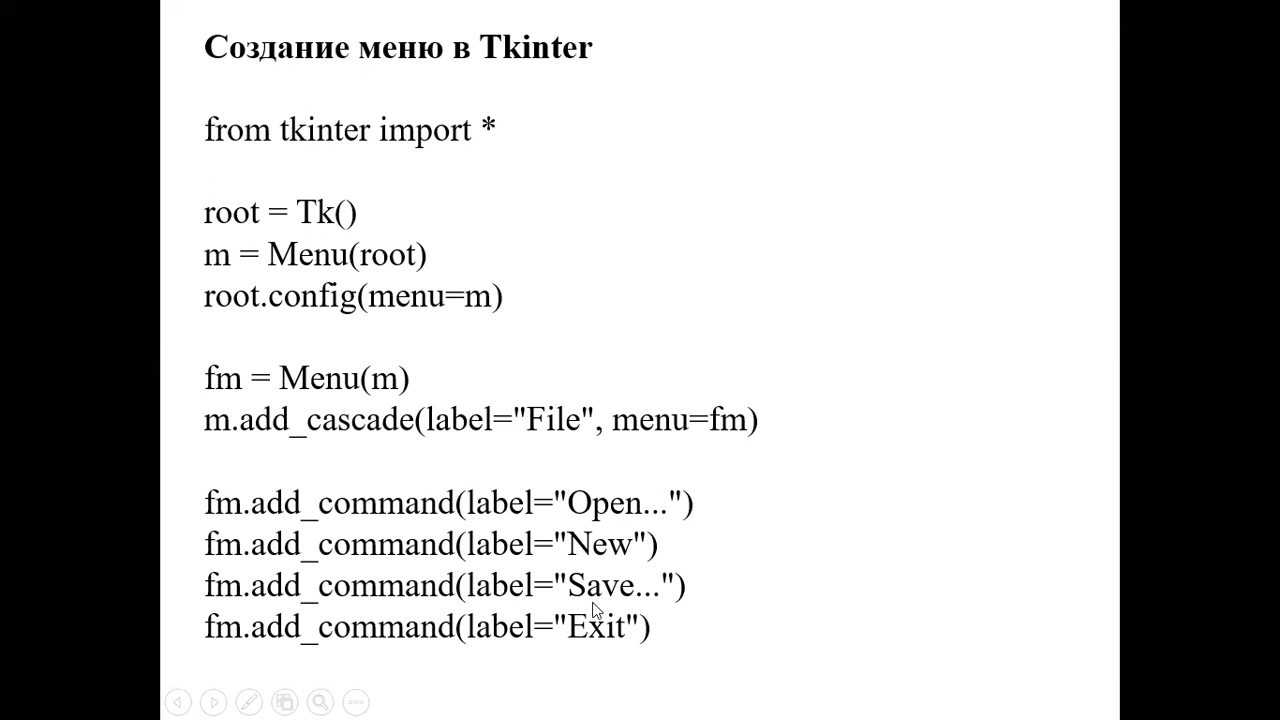 Создание меню в Tkinter
from tkinter import *
root = Tk()
m = Menu(root)
root.config(menu=m)
fm = Menu(m)
m.add_cascade(label="File", menu=fm)
fm.add_command(label="Open...")
fm.add_command(label="New")
fm.add_command(label="Save...")
fm.add_command(label="Exit")